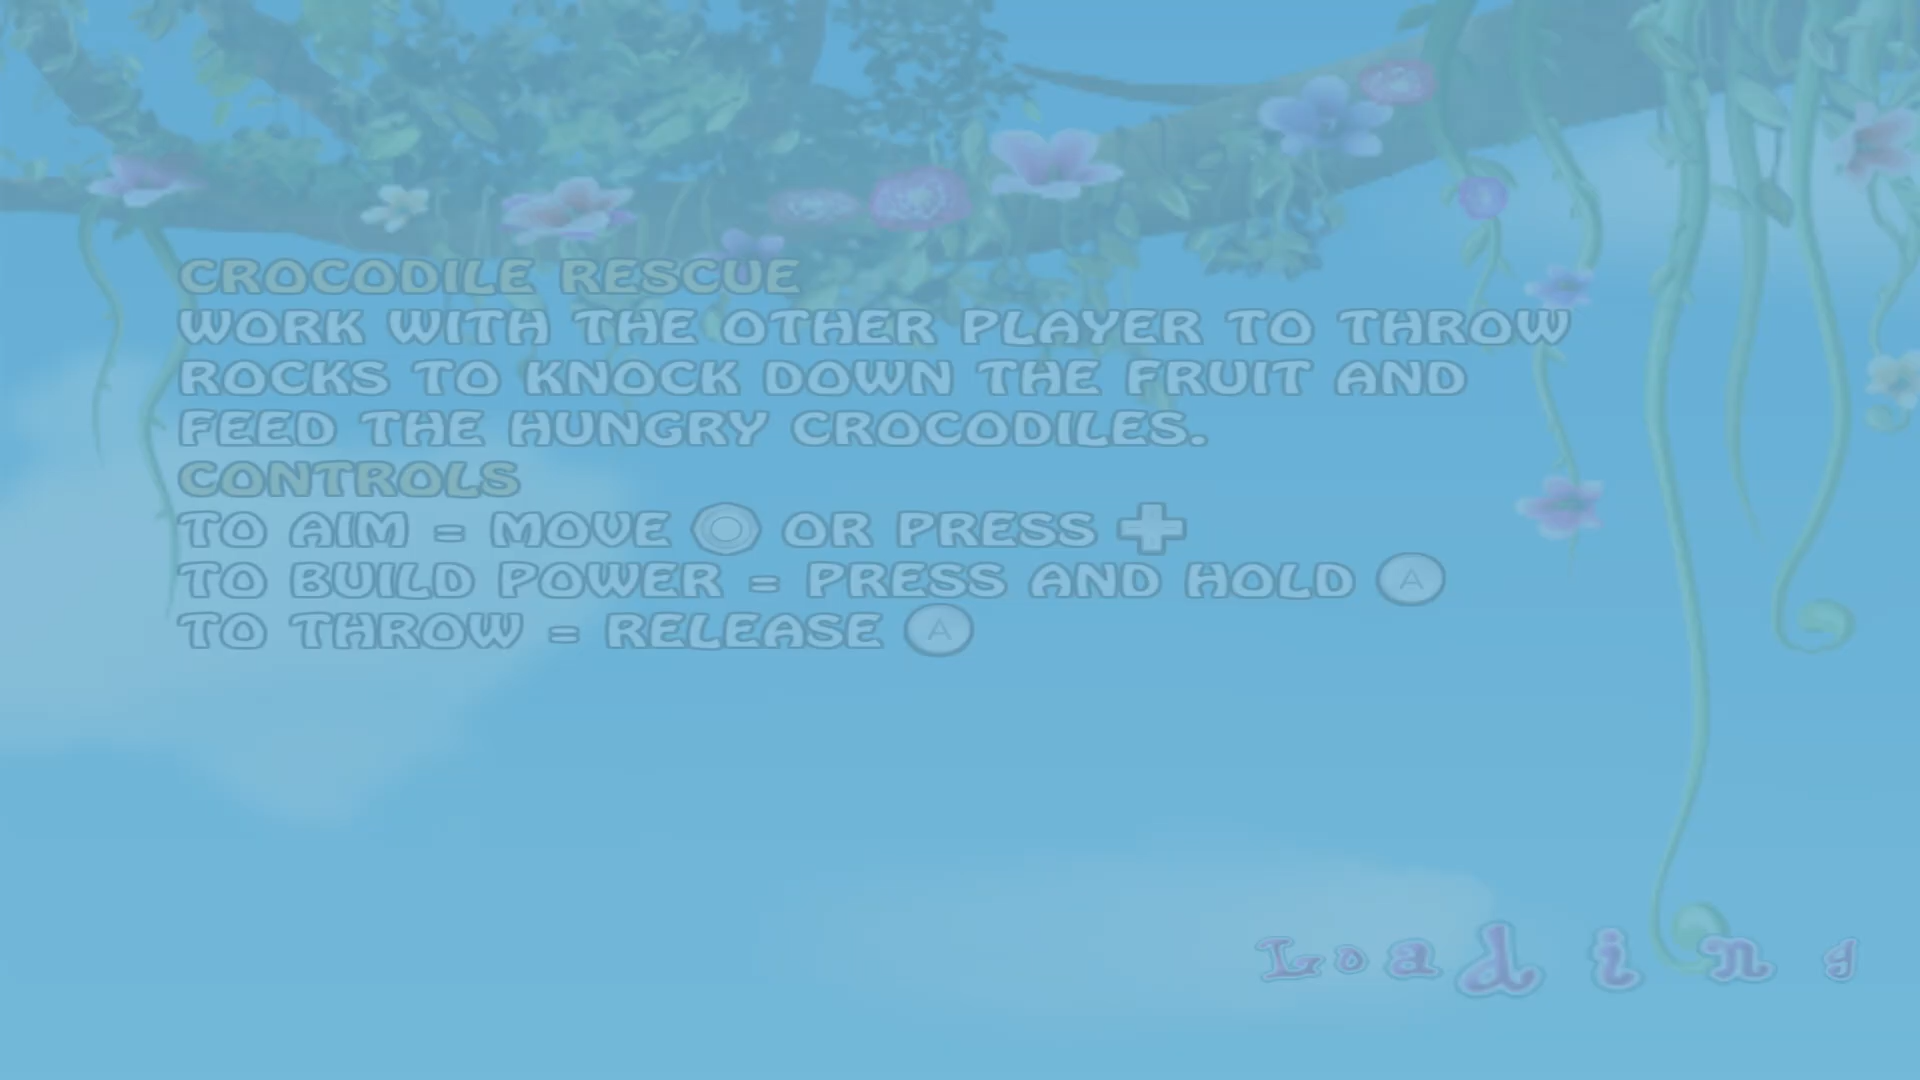 CROCODILE RESCUE
WORK WITH THE OTHER PLAYER TO THROW
ROCKS TO KNOCK DOWN THE FRUIT AND
FEED THE HUNGRY CROCODILES.
CONTROLS
TO AIM = MOVE OR PRESS
TO BUILD POWER = PRESS AND HOLD A
TO THROW = RELEASE A
Loading